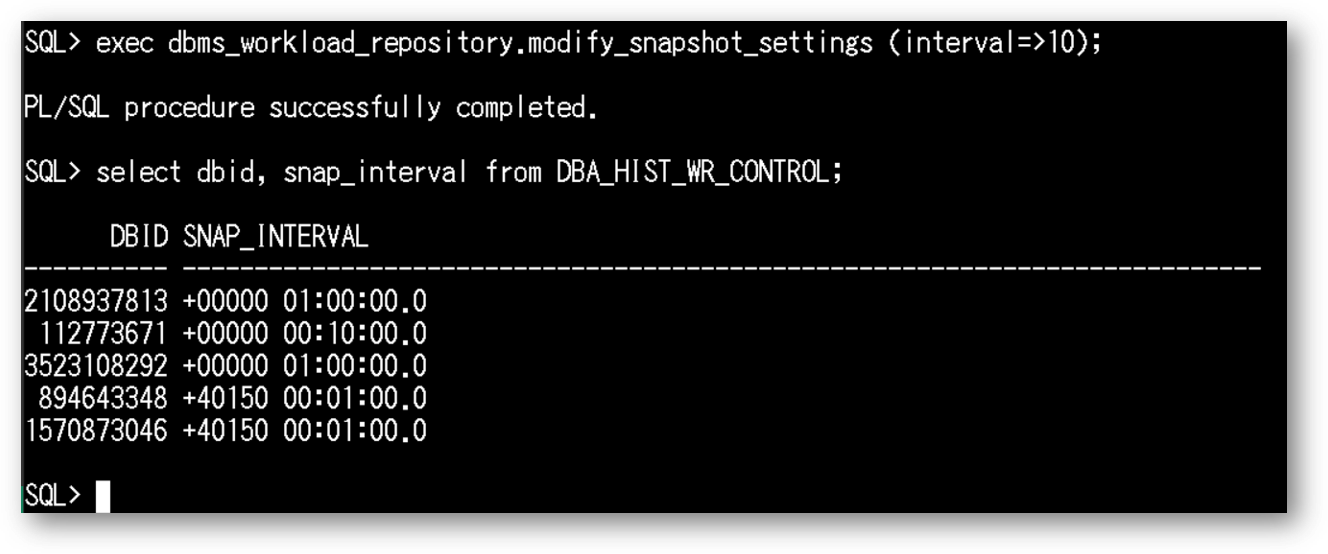 SQL> exec dbms_workload_repository.modify_snapshot_settings (interval=>10);
PL/SQL procedure successfully completed.
SQL> select dbid, snap_interval from DBA_HIST_WR_CONTROL;
DBID SNAP_INTERVAL
---------- ---------------------------------------------------------------------------
2108937813 +00000 01:00:00.0
112773671 +00000 00:10:00.0
3523108292 +00000 01:00:00.0
894643348 +40150 00:01:00.0
1570873046 +40150 00:01:00.0
SQL>